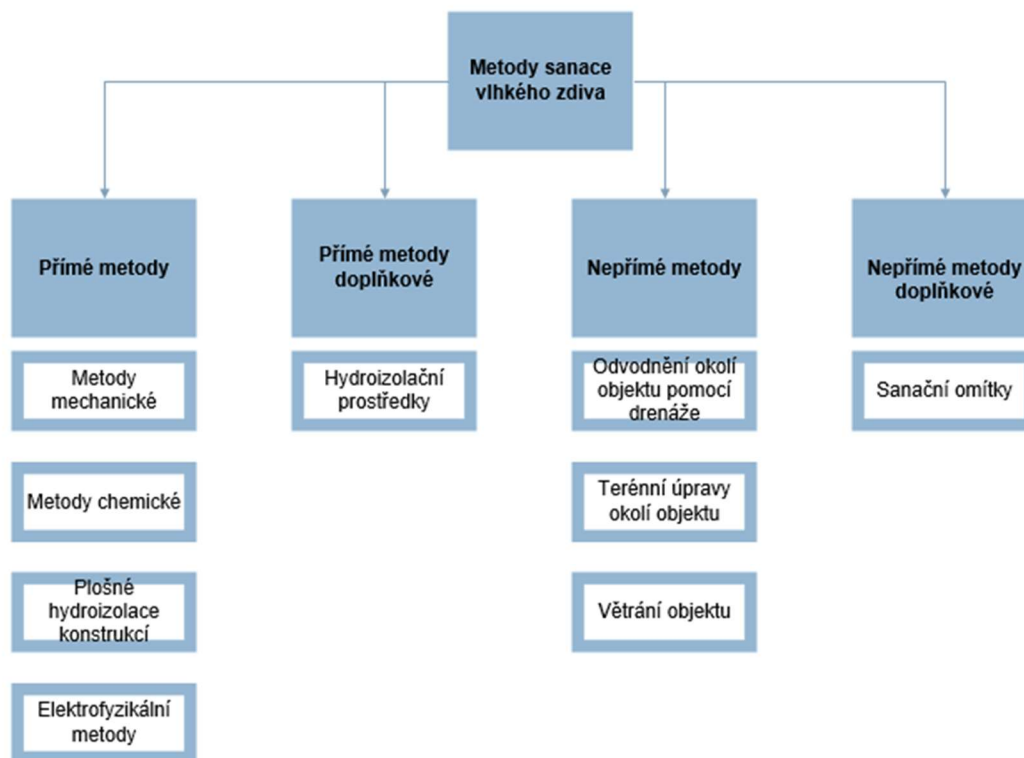 Metody sanace
vlhkého zdiva
Přímé metody
Přímé metody
doplňkové
Nepřímé metody
Nepřímé metody
doplňkové
Metody
mechanické
Hydroizolační
prostředky
Odvodnění okolí
objektu pomocí
drenáže
Sanační omítky
Metody chemické
Terénní úpravy
okolí objektu
Plošné
hydroizolace
konstrukcí
Větrání objektu
Elektrofyzikální
metody